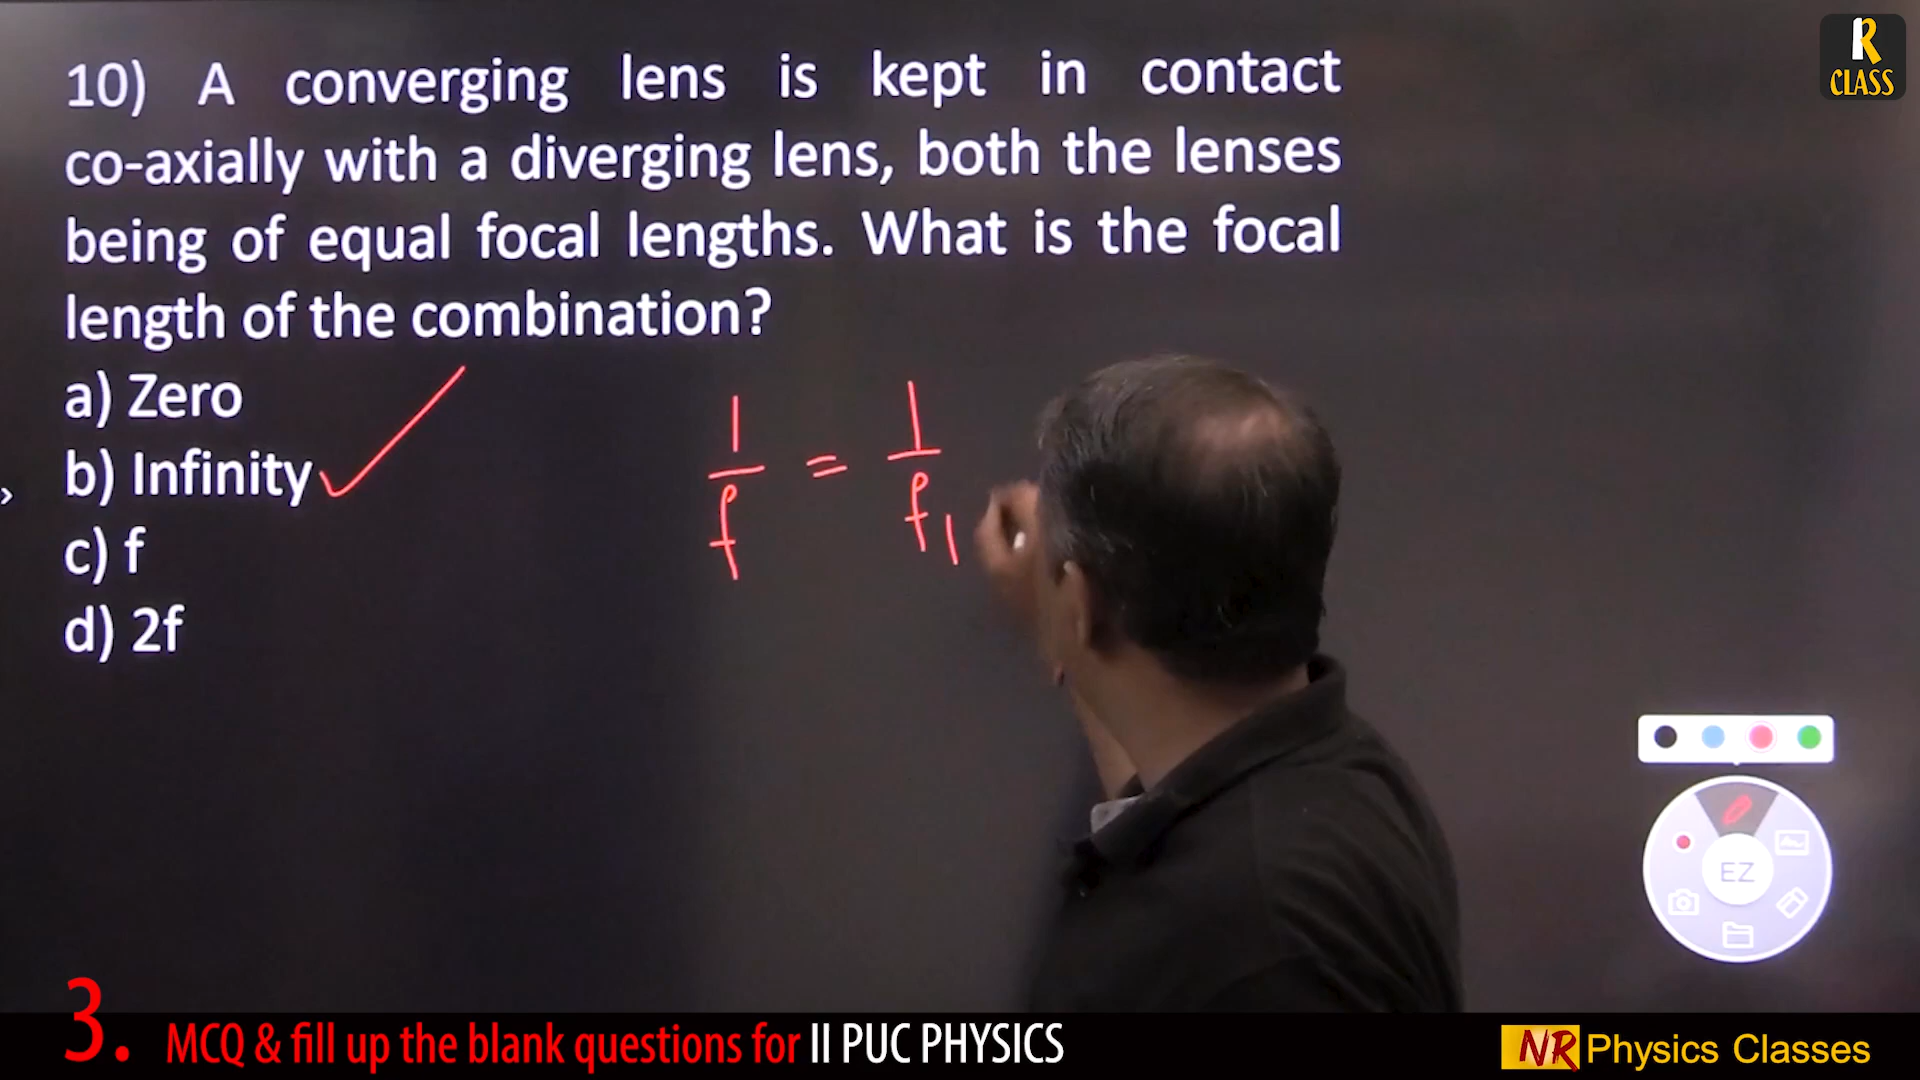 R
CLASS
10) A converging lens is kept in contact
co-axially with a diverging lens, both the lenses
being of equal focal lengths. What is the focal
length of the combination?
a) Zero
b) Infinity
c) f
d) 2f
1/f = 1/f1
EZ
3. MCQ & fill up the blank questions for II PUC PHYSICS
NR Physics Classes